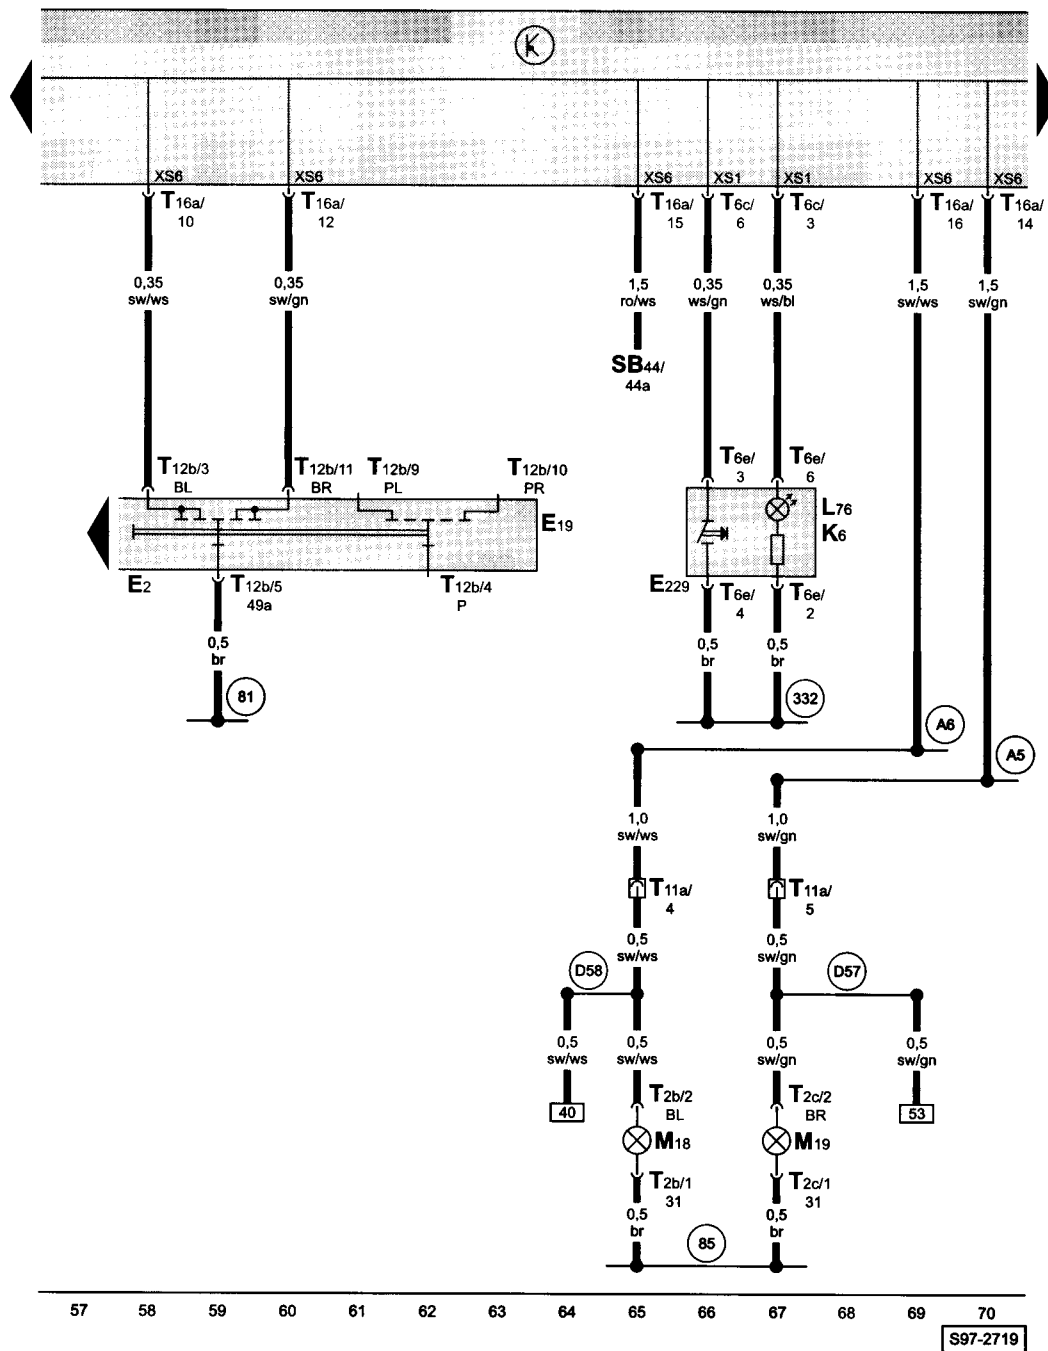 K
XS6 XS6 XS6 XS1 XS1 XS6 XS6
T16a/ T16a/ T16a/ T6c/ T6c/ T16a/ T16a/
10 12 15 6 3 16 14
0,35 0,35 1,5 0,35 0,35 1,5 1,5
sw/ws sw/gn ro/ws ws/gn ws/bl sw/ws sw/gn
SB44/
44a
T12b/3 T12b/11 T12b/9 T12b/10 T6e/ T6e/
BL BR PL PR 3 6
E19 L76
K6
E2 T12b/5 T12b/4 E229 T6e/ T6e/
49a P 4 2
0,5 0,5 0,5
br br br
81 332
A6
A5
1,0 1,0
sw/ws sw/gn
T11a/ T11a/
4 5
0,5 0,5
sw/ws sw/gn
D58 D57
0,5 0,5 0,5 0,5
sw/ws sw/ws sw/gn sw/gn
T2b/2 T2c/2
40 BL BR 53
M18 M19
T2b/1 T2c/1
31 31
0,5 0,5
br br
85
57 58 59 60 61 62 63 64 65 66 67 68 69 70
S97-2719